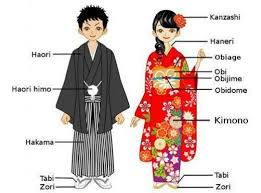 Haori
Haori himo
Hakama
Tabi
Zori
Kanzashi
Haneri
Obiage
Obi
Obijime
Obidome
Kimono
Tabi
Zori